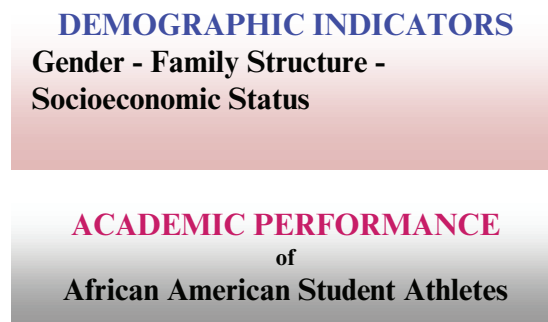 DEMOGRAPHIC INDICATORS
Gender - Family Structure -
Socioeconomic Status
ACADEMIC PERFORMANCE
of
African American Student Athletes